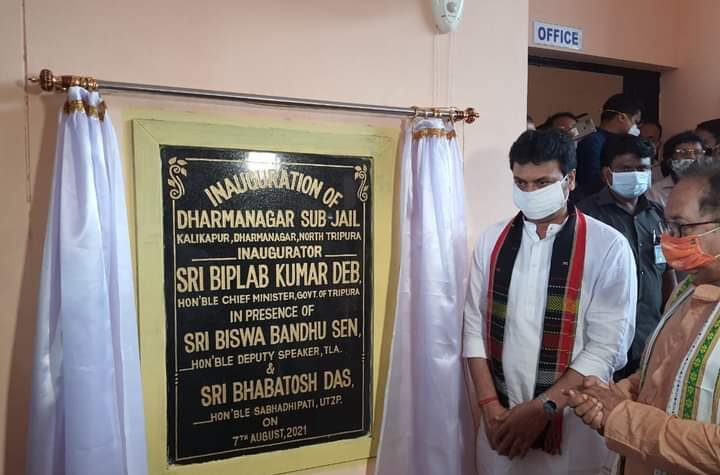 OFFICE
INAUGURATION OF
DHARMANAGAR SUB-JAIL
KALIKAPUR, DHARMANAGAR, NORTH TRIPURA
INAUGURATOR
SRI BIPLAB KUMAR DEB,
HON'BLE CHIEF MINISTER, GOVT. OF TRIPURA
IN PRESENCE OF
SRI BISWA BANDHU SEN,
HON'BLE DEPUTY SPEAKER, TLA.
&
SRI BHABATOSH DAS,
HON'BLE SABHADHIPATI, UTZP.
ON
7TH AUGUST, 2021